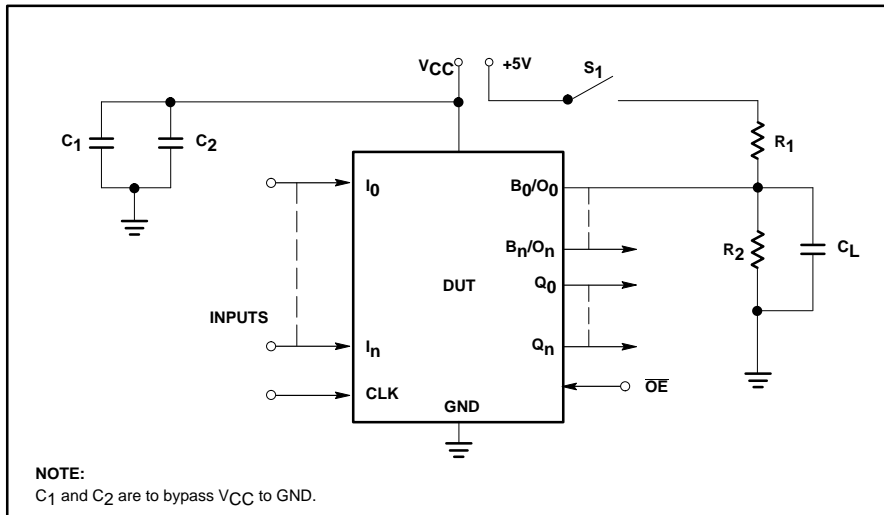 VCC
+5V
S1
C1
C2
R1
I0
B0/O0
Bn/On
R2
CL
DUT
Q0
INPUTS
In
Qn
CLK
OE
GND
NOTE:
C1 and C2 are to bypass VCC to GND.